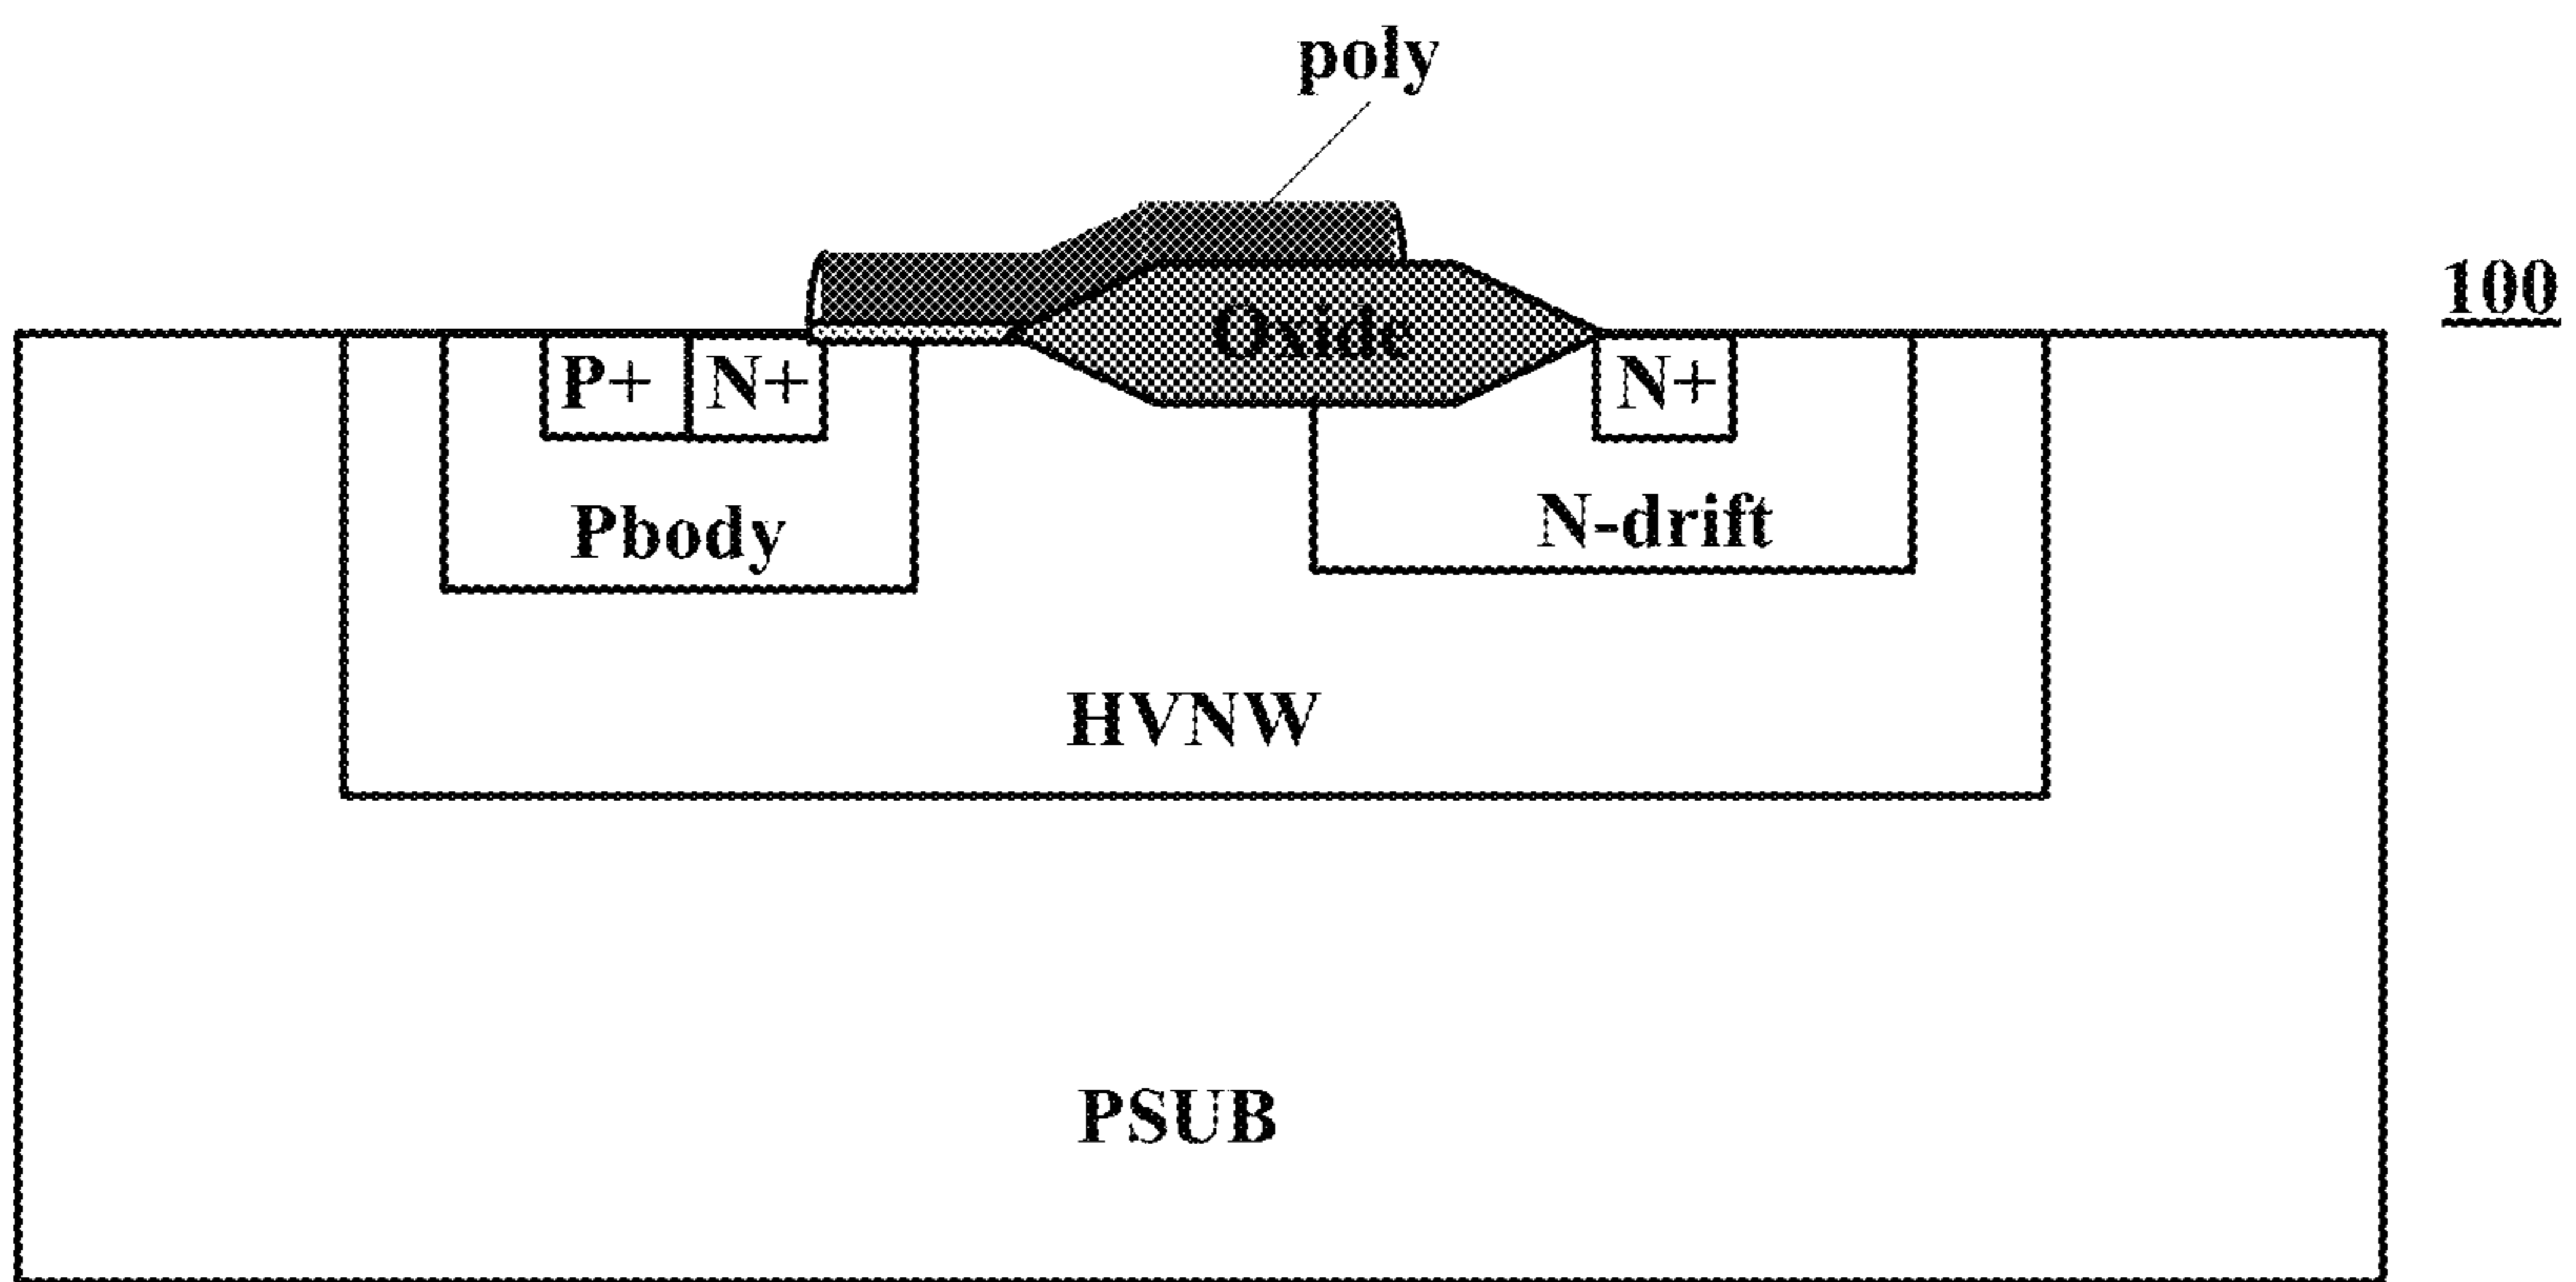 poly
100
Oxide
P+ N+ N+
Pbody N-drift
HVNW
PSUB